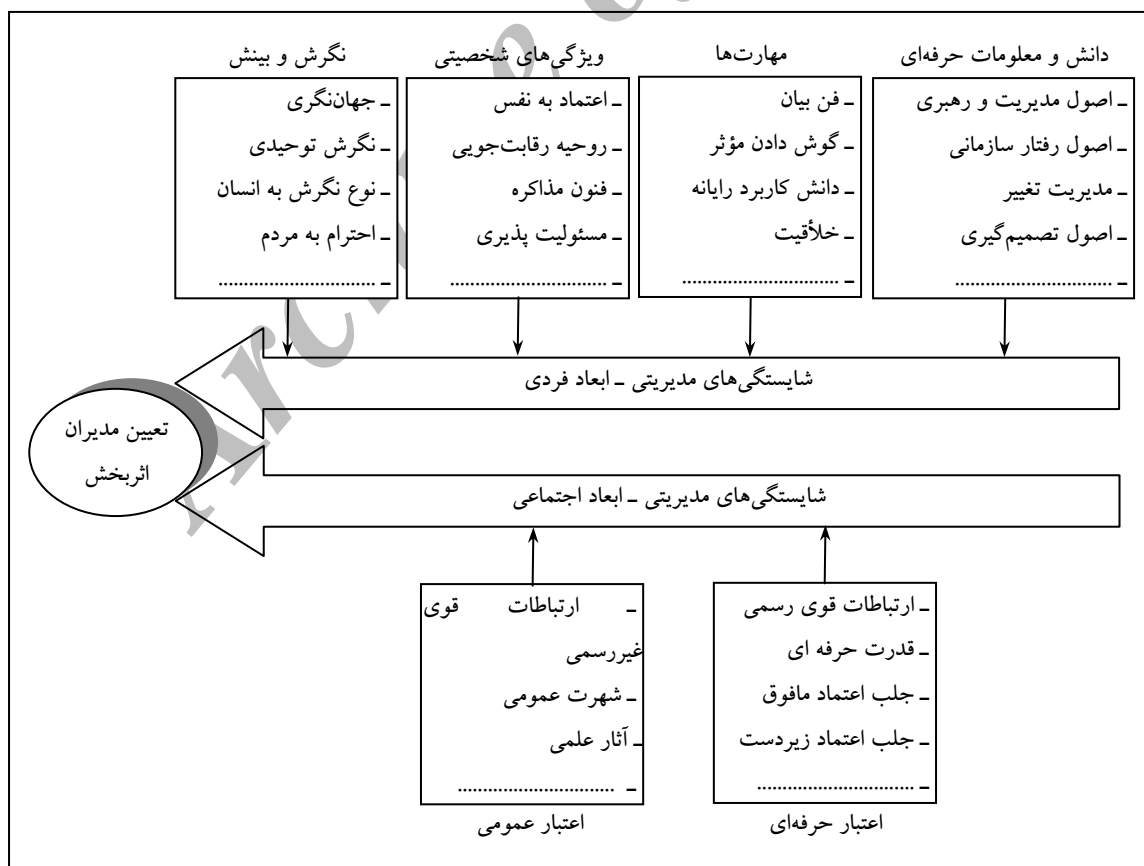 دانش و معلومات حرفه‌ای
ـ اصول مدیریت و رهبری
ـ اصول رفتار سازمانی
ـ مدیریت تغییر
ـ اصول تصمیم‌گیری
ـ ...............................
مهارت‌ها
ـ فن بیان
ـ گوش دادن مؤثر
ـ دانش کاربرد رایانه
ـ خلأقیت
ـ ...............................
ویژگی‌های شخصیتی
ـ اعتماد به نفس
ـ روحیه رقابت‌جویی
ـ فنون مذاکره
ـ مسئولیت پذیری
ـ ...............................
نگرش و بینش
ـ جهان‌نگری
ـ نگرش توحیدی
ـ نوع نگرش به انسان
ـ احترام به مردم
ـ ...............................
شایستگی‌های مدیریتی ـ ابعاد فردی
تعیین مدیران
اثربخش
شایستگی‌های مدیریتی ـ ابعاد اجتماعی
ـ ارتباطات قوی رسمی
ـ قدرت حرفه ای
ـ جلب اعتماد مافوق
ـ جلب اعتماد زیردست
ـ ...............................
اعتبار حرفه‌ای
ـ ارتباطات قوی
غیررسمی
ـ شهرت عمومی
ـ آثار علمی
ـ ...............................
اعتبار عمومی